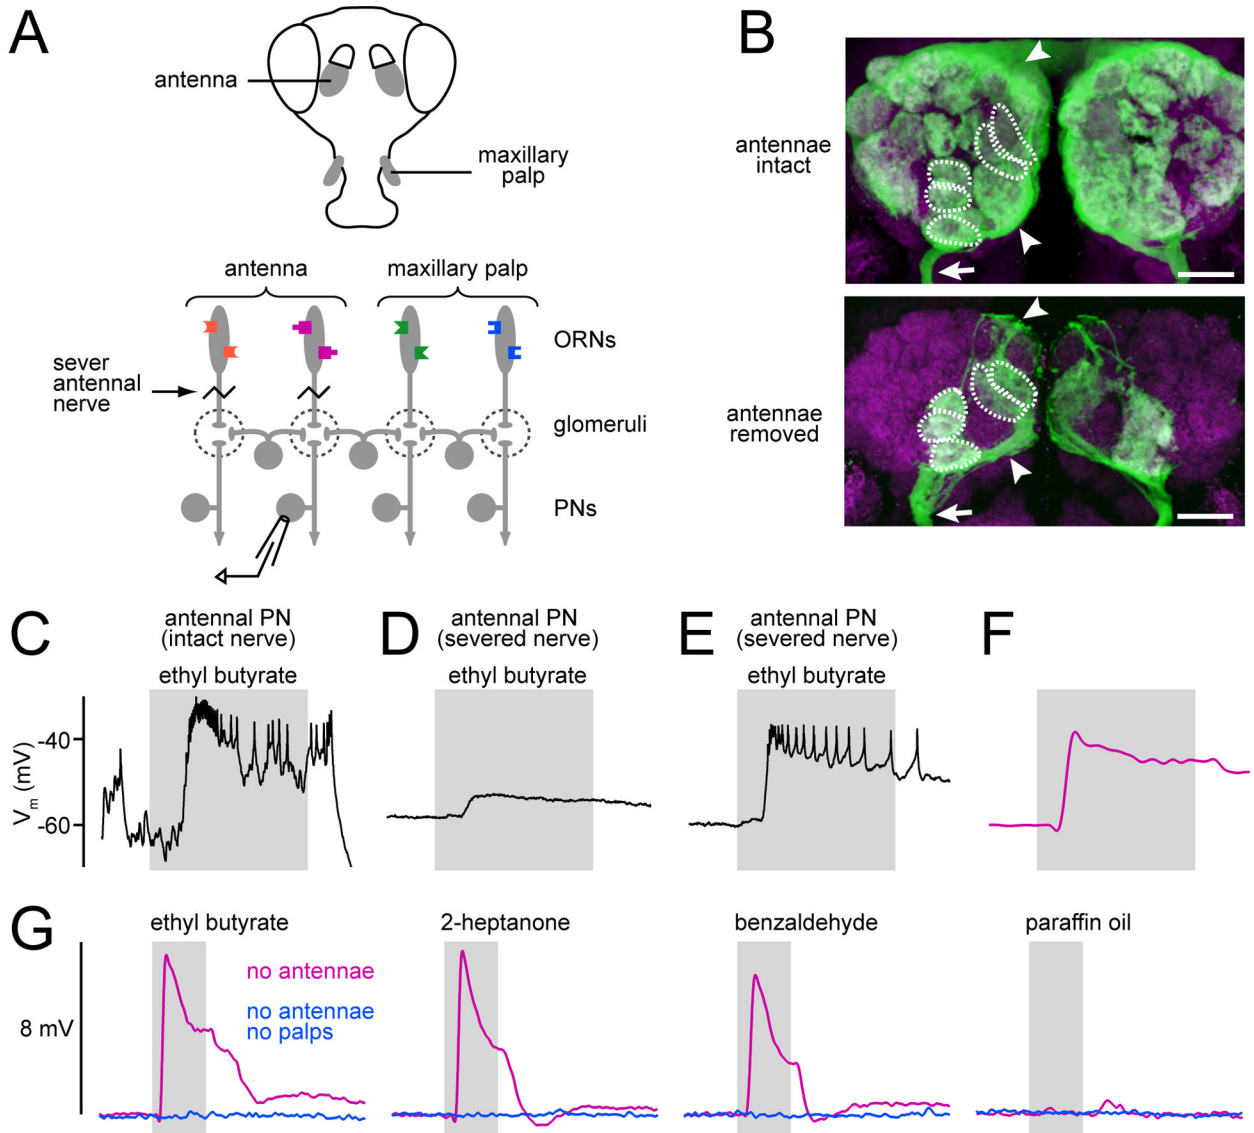 A
antenna
maxillary
palp
antenna
maxillary palp
ORNs
sever
antennal
nerve
glomeruli
PNs
B
antennae
intact
antennae
removed
C
antennal PN
(intact nerve)
ethyl butyrate
-40
-60
Vm (mV)
D
antennal PN
(severed nerve)
ethyl butyrate
E
antennal PN
(severed nerve)
ethyl butyrate
F
G
ethyl butyrate
2-heptanone
benzaldehyde
paraffin oil
no antennae
no antennae
no palps
8 mV